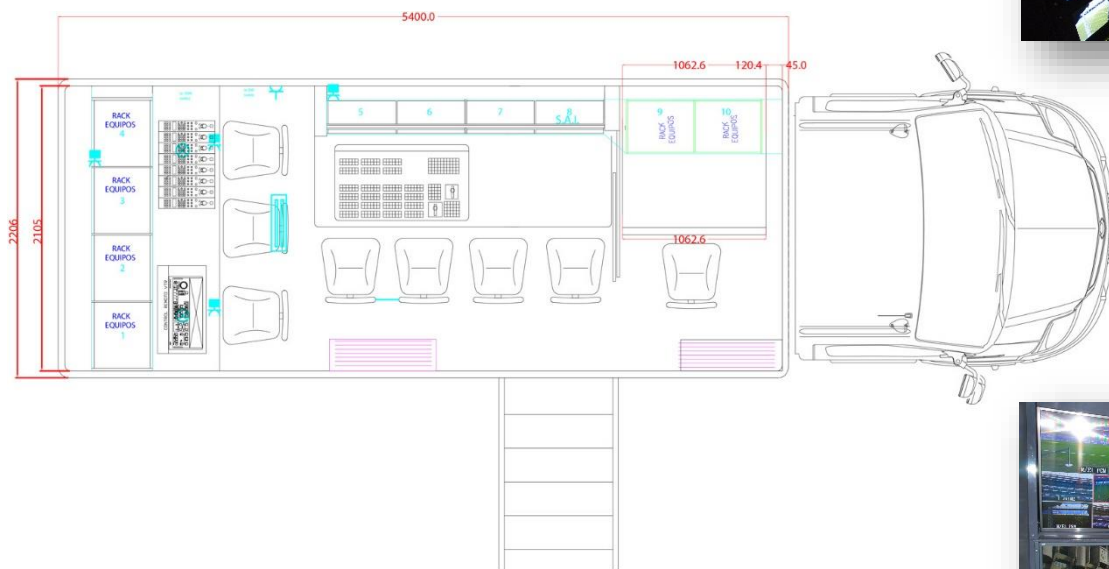 5400.0
1062.6
120.4
45.0
2206
2105
RACK
EQUIPOS
4
RACK
EQUIPOS
3
RACK
EQUIPOS
2
RACK
EQUIPOS
1
5
6
7
8
S.A.I.
9
RACK
EQUIPOS
10
RACK
EQUIPOS
1062.6